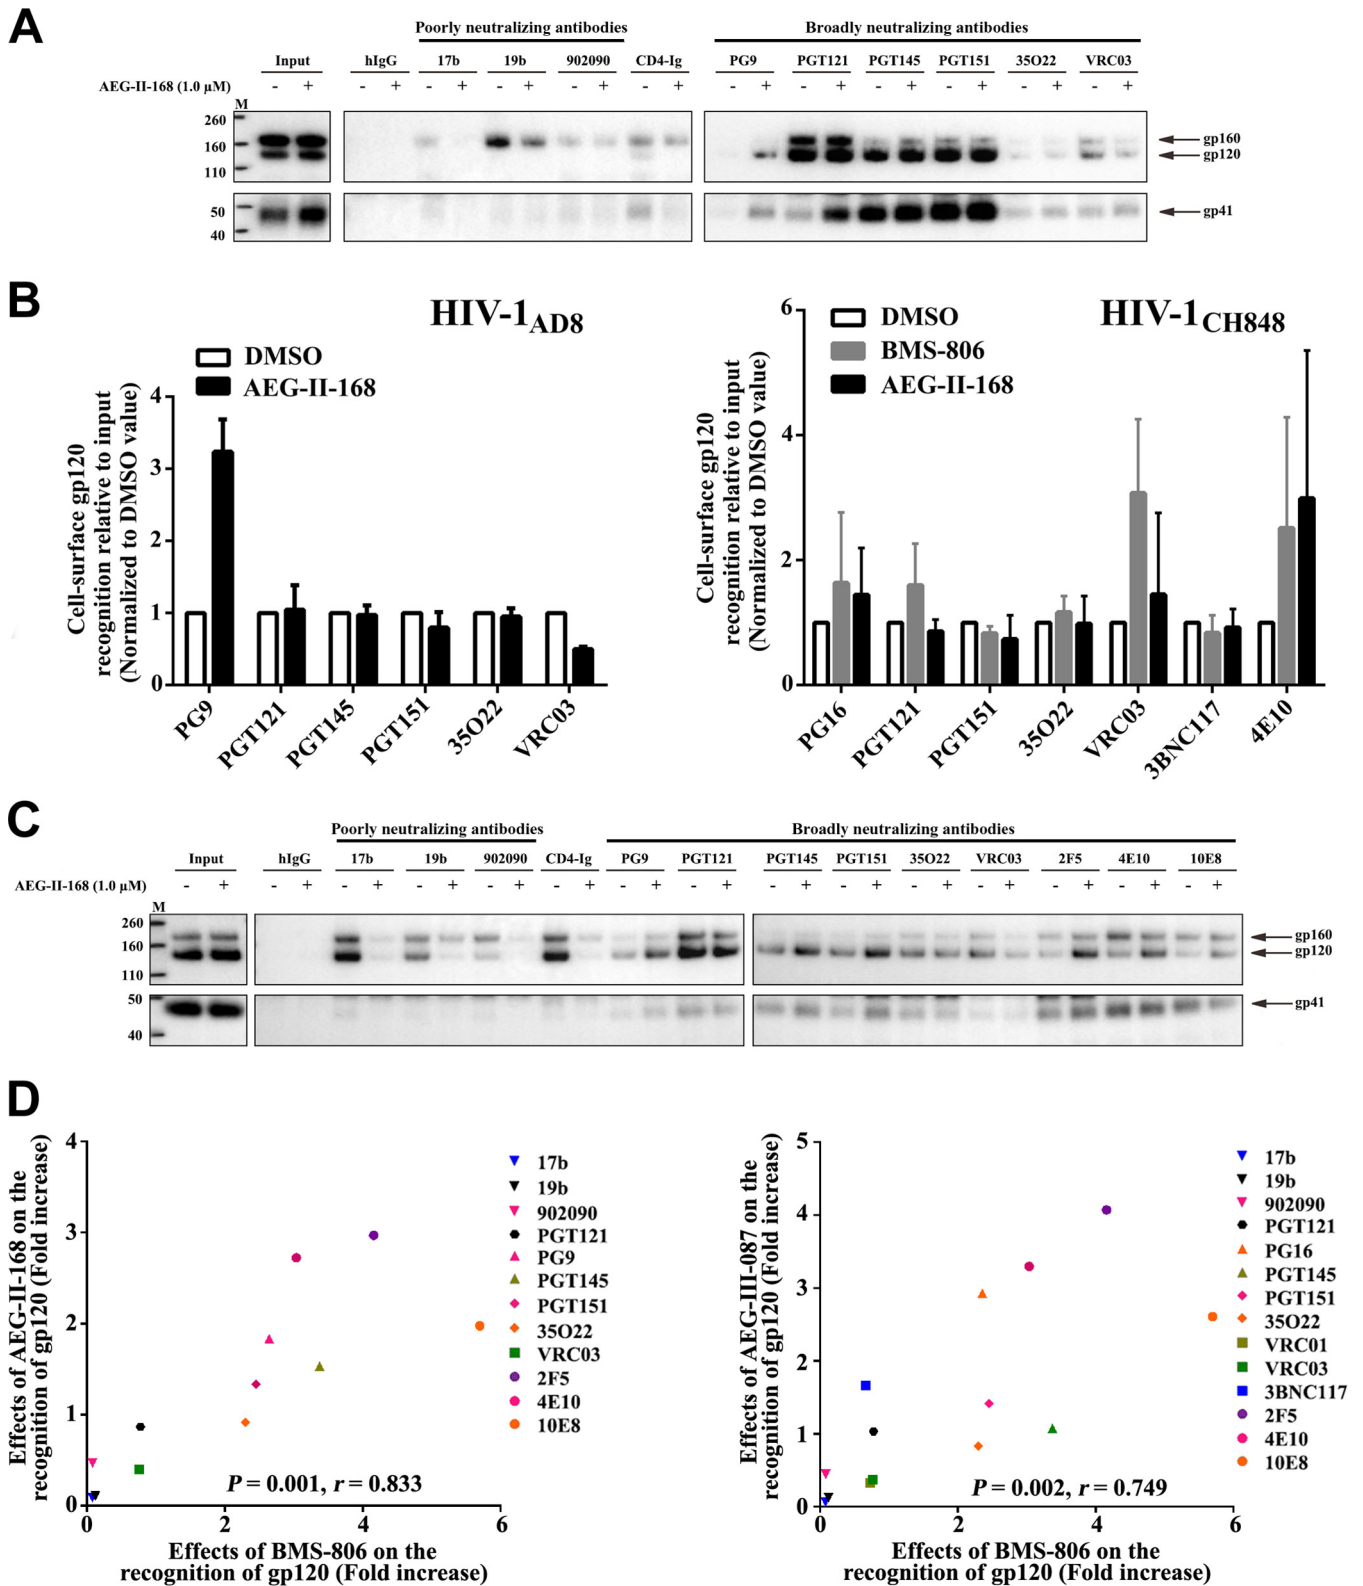 A
Poorly neutralizing antibodies
Broadly neutralizing antibodies
Input hIgG 17b 19b 902090 CD4-Ig PG9 PGT121 PGT145 PGT151 35O22 VRC03
AEG-II-168 (1.0 µM) - + - + - + - + - + - + - + - + - + - + - + - +
M
260
160
110
gp160
gp120
50
40
gp41
B
HIV-1AD8
DMSO
AEG-II-168
Cell-surface gp120
recognition relative to input
(Normalized to DMSO value)
4
3
2
1
0
PG9 PGT121 PGT145 PGT151 35O22 VRC03
HIV-1CH848
DMSO
BMS-806
AEG-II-168
Cell-surface gp120
recognition relative to input
(Normalized to DMSO value)
6
4
2
0
PG16 PGT121 PGT151 35O22 VRC03 3BNC117 4E10
C
Poorly neutralizing antibodies
Broadly neutralizing antibodies
Input hIgG 17b 19b 902090 CD4-Ig PG9 PGT121 PGT145 PGT151 35O22 VRC03 2F5 4E10 10E8
AEG-II-168 (1.0 µM) - + - + - + - + - + - + - + - + - + - + - + - + - + - + - +
M
260
160
110
gp160
gp120
50
40
gp41
D
Effects of AEG-II-168 on the
recognition of gp120 (Fold increase)
4
3
2
1
0
0 2 4 6
P = 0.001, r = 0.833
Effects of BMS-806 on the
recognition of gp120 (Fold increase)
17b
19b
902090
PGT121
PG9
PGT145
PGT151
35O22
VRC03
2F5
4E10
10E8
Effects of AEG-III-087 on the
recognition of gp120 (Fold increase)
5
4
3
2
1
0
0 2 4 6
P = 0.002, r = 0.749
Effects of BMS-806 on the
recognition of gp120 (Fold increase)
17b
19b
902090
PGT121
PG16
PGT145
PGT151
35O22
VRC01
VRC03
3BNC117
2F5
4E10
10E8